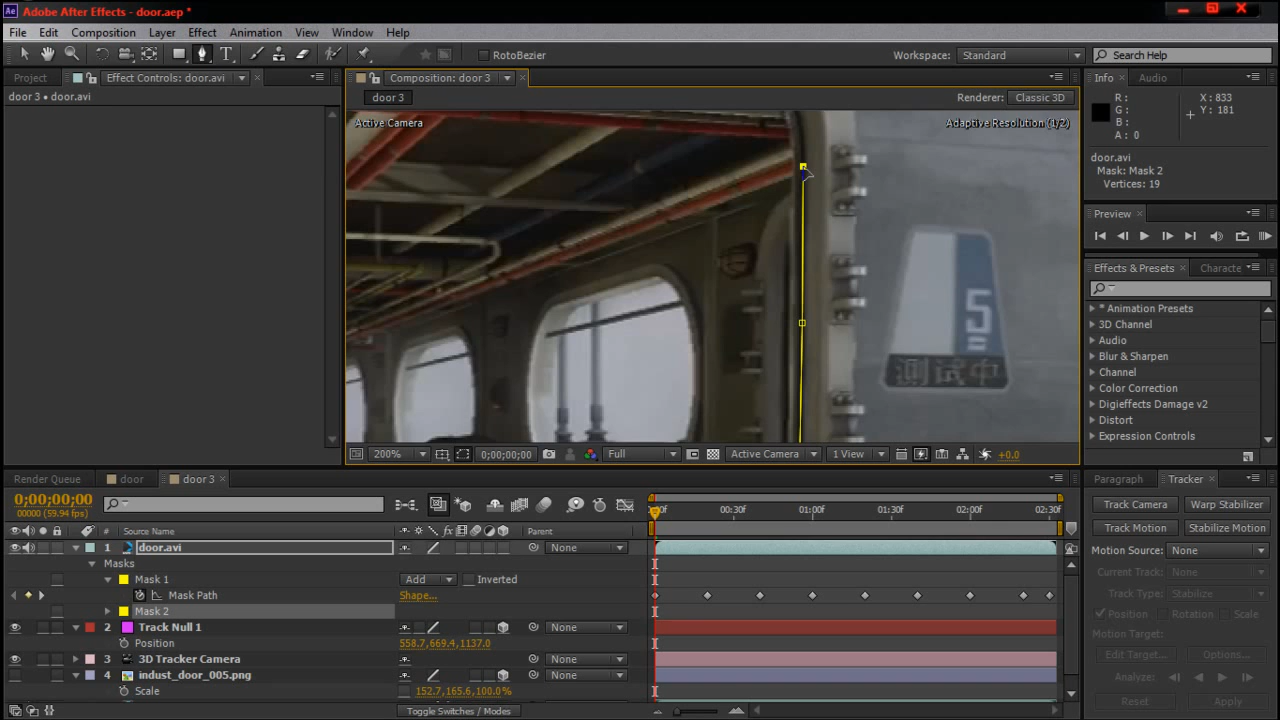 Ae Adobe After Effects - door.aep *
File Edit Composition Layer Effect Animation View Window Help
RotoBezier
Workspace: Standard
Search Help
Project
Effect Controls: door.avi
Composition: door 3
Info
Audio
door 3 • door.avi
door 3
Renderer: Classic 3D
R :
G :
B :
A : 0
X : 833
Y : 181
Active Camera
Adaptive Resolution (1/2)
door.avi
Mask: Mask 2
Vertices: 19
Preview
Effects & Presets
Characte
* Animation Presets
3D Channel
Audio
Blur & Sharpen
Channel
Color Correction
Digieffects Damage v2
Distort
Expression Controls
5
测试中
200%
0;00;00;00
Full
Active Camera
1 View
+0.0
Render Queue
door
door 3
Paragraph
Tracker
0;00;00;00
00000 (59.94 fps)
# Source Name
Parent
00:30f
01:00f
01:30f
02:00f
02:30f
1 door.avi
None
Masks
Mask 1
Add
Inverted
Mask Path
Shape...
Mask 2
2 Track Null 1
None
Position
558.7,669.4,1137.0
3 3D Tracker Camera
None
4 indust_door_005.png
None
Scale
152.7,165.6,100.0%
Toggle Switches / Modes
Track Camera
Warp Stabilizer
Track Motion
Stabilize Motion
Motion Source: None
Current Track: None
Track Type: Stabilize
Position
Rotation
Scale
Motion Target:
Edit Target...
Options...
Analyze:
Reset
Apply